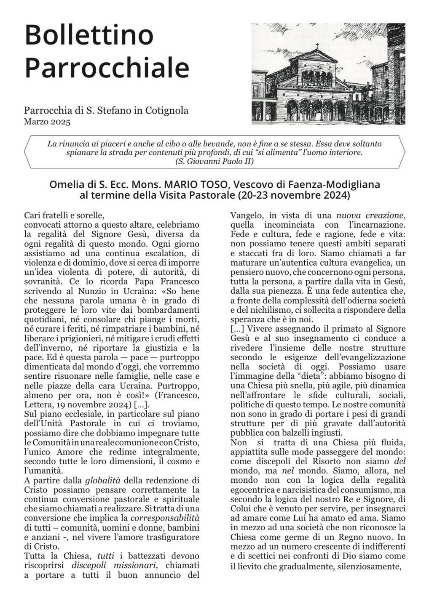 Bollettino
Parrocchiale
Parrocchia di S. Stefano in Cotignola
Marzo 2025
La rinuncia ai piaceri e anche al cibo o alle bevande, non è fine a se stessa. Essa deve soltanto
spianare la strada per contenuti più profondi, di cui "si alimenta" l'uomo interiore.
(S. Giovanni Paolo II)
Omelia di S. Ecc. Mons. MARIO TOSO, Vescovo di Faenza-Modigliana
al termine della Visita Pastorale (20-23 novembre 2024)
Cari fratelli e sorelle,
convocati attorno a questo altare, celebriamo
la regalità del Signore Gesù, diversa da
ogni regalità di questo mondo. Ogni giorno
assistiamo ad una continua escalation, di
violenza e di dominio, dove si cerca di imporre
un'idea violenta di potere, di autorità, di
sovranità. Ce lo ricorda Papa Francesco
scrivendo al Nunzio in Ucraina: «So bene
che nessuna parola umana è in grado di
proteggere le loro vite dai bombardamenti
quotidiani, né consolare chi piange i morti,
né curare i feriti, né rimpatriare i bambini, né
liberare i prigionieri, né mitigare i crudi effetti
dell'inverno, né riportare la giustizia e la
pace. Ed è questa parola — pace — purtroppo
dimenticata dal mondo d'oggi, che vorremmo
sentire risuonare nelle famiglie, nelle case e
nelle piazze della cara Ucraina. Purtroppo,
almeno per ora, non è così!» (Francesco,
Lettera, 19 novembre 2024) [...].
Sul piano ecclesiale, in particolare sul piano
dell'Unità Pastorale in cui ci troviamo,
possiamo dire che dobbiamo impegnare tutte
le Comunità in una reale comunione con Cristo,
l'unico Amore che redime integralmente,
secondo tutte le loro dimensioni, il cosmo e
l'umanità.
A partire dalla globalità della redenzione di
Cristo possiamo pensare correttamente la
continua conversione pastorale e spirituale
che siamo chiamati a realizzare. Si tratta di una
conversione che implica la corresponsabilità
di tutti – comunità, uomini e donne, bambini
e anziani -, nel vivere l'amore trasfiguratore
di Cristo.
Tutta la Chiesa, tutti i battezzati devono
riscoprirsi discepoli missionari, chiamati
a portare a tutti il buon annuncio del
Vangelo, in vista di una nuova creazione,
quella incominciata con l'incarnazione.
Fede e cultura, fede e ragione, fede e vita:
non possiamo tenere questi ambiti separati
e staccati fra di loro. Siamo chiamati a far
maturare un'autentica cultura evangelica, un
pensiero nuovo, che concernono ogni persona,
tutta la persona, a partire dalla vita in Gesù,
dalla sua pienezza. È una fede autentica che,
a fronte della complessità dell'odierna società
e del nichilismo, ci sollecita a rispondere della
speranza che è in noi.
[...] Vivere assegnando il primato al Signore
Gesù e al suo insegnamento ci conduce a
rivedere l'insieme delle nostre strutture
secondo le esigenze dell'evangelizzazione
nella società di oggi. Possiamo usare
l'immagine della "dieta": abbiamo bisogno di
una Chiesa più snella, più agile, più dinamica
nell'affrontare le sfide culturali, sociali,
politiche di questo tempo. Le nostre comunità
non sono in grado di portare i pesi di grandi
strutture per di più gravate dall'autorità
pubblica con balzelli ingiusti.
Non si tratta di una Chiesa più fluida,
appiattita sulle mode passeggere del mondo:
come discepoli del Risorto non siamo del
mondo, ma nel mondo. Siamo, allora, nel
mondo non con la logica della regalità
egocentrica e narcisistica del consumismo, ma
secondo la logica del nostro Re e Signore, di
Colui che è venuto per servire, per insegnarci
ad amare come Lui ha amato ed ama. Siamo
in mezzo ad una società che non riconosce la
Chiesa come germe di un Regno nuovo. In
mezzo ad un numero crescente di indifferenti
e di scettici nei confronti di Dio siamo come
il lievito che gradualmente, silenziosamente,